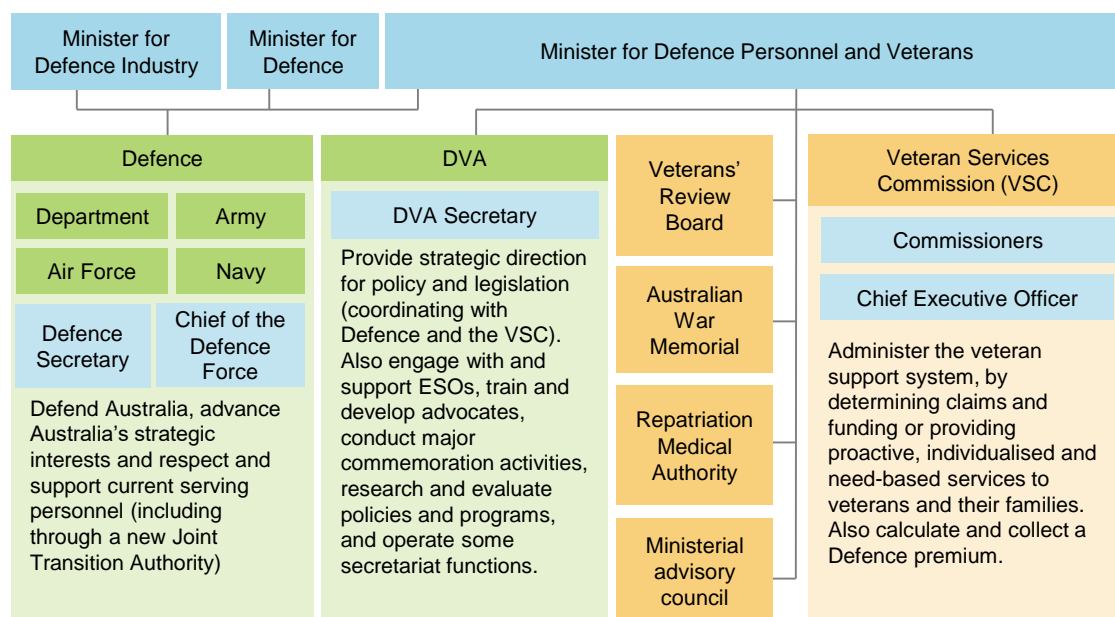 Minister for
Defence Industry
Minister for
Defence
Minister for Defence Personnel and Veterans
Defence
Department
Army
Air Force
Navy
Defence
Secretary
Chief of the
Defence
Force
Defend Australia, advance
Australia's strategic
interests and respect and
support current serving
personnel (including
through a new Joint
Transition Authority)
DVA
DVA Secretary
Provide strategic direction
for policy and legislation
(coordinating with
Defence and the VSC).
Also engage with and
support ESOs, train and
develop advocates,
conduct major
commemoration activities,
research and evaluate
policies and programs,
and operate some
secretariat functions.
Veterans'
Review
Board
Australian
War
Memorial
Repatriation
Medical
Authority
Ministerial
advisory
council
Veteran Services
Commission (VSC)
Commissioners
Chief Executive Officer
Administer the veteran
support system, by
determining claims and
funding or providing
proactive, individualised and
need-based services to
veterans and their families.
Also calculate and collect a
Defence premium.